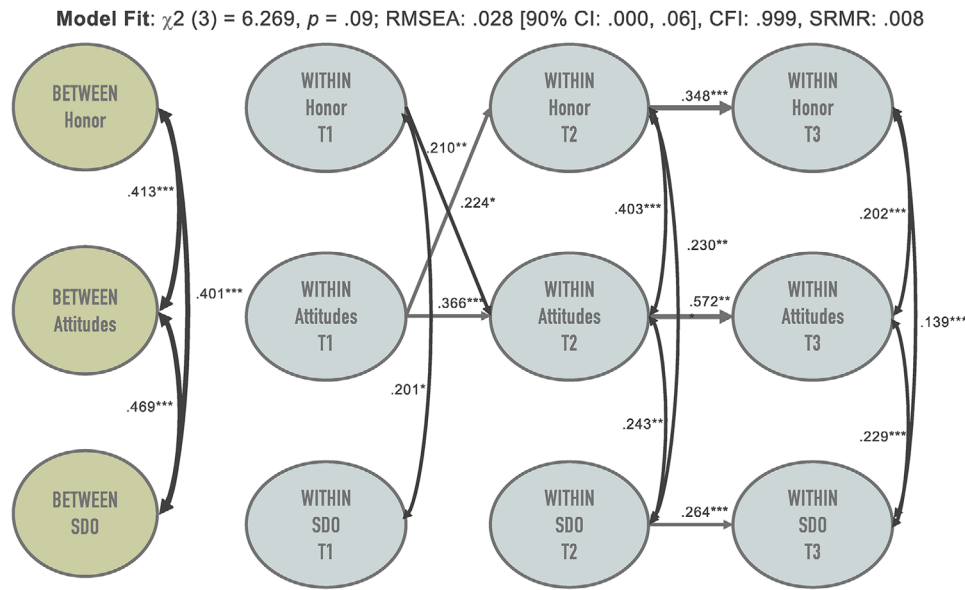 Model Fit: χ2 (3) = 6.269, p = .09; RMSEA: .028 [90% CI: .000, .06], CFI: .999, SRMR: .008
BETWEEN
Honor
WITHIN
Honor
T1
WITHIN
Honor
T2
WITHIN
Honor
T3
.348***
.210**
.413***
.224*
.403***
.202***
.230**
BETWEEN
Attitudes
WITHIN
Attitudes
T1
WITHIN
Attitudes
T2
WITHIN
Attitudes
T3
.401***
.366***
.572**
*
.139***
.201*
.469***
.243**
.229***
BETWEEN
SDO
WITHIN
SDO
T1
WITHIN
SDO
T2
WITHIN
SDO
T3
.264***